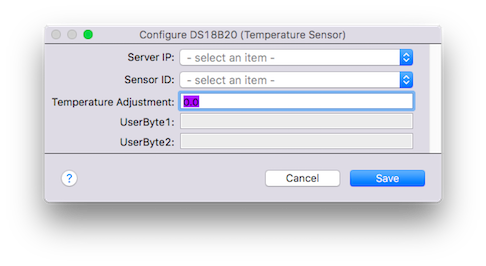 Configure DS18B20 (Temperature Sensor)
Server IP: - select an item -
Sensor ID: - select an item -
Temperature Adjustment: 0.0
UserByte1:
UserByte2:
? Cancel Save